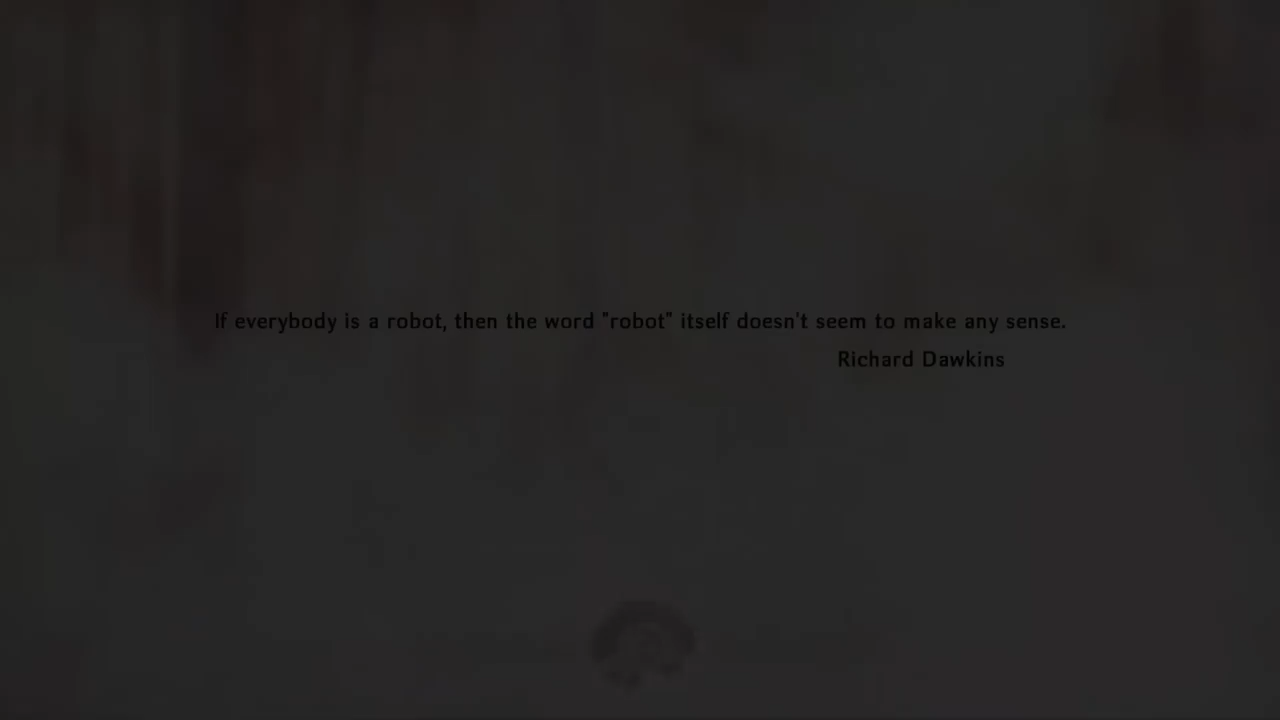 If everybody is a robot, then the word "robot" itself doesn't seem to make any sense.
Richard Dawkins